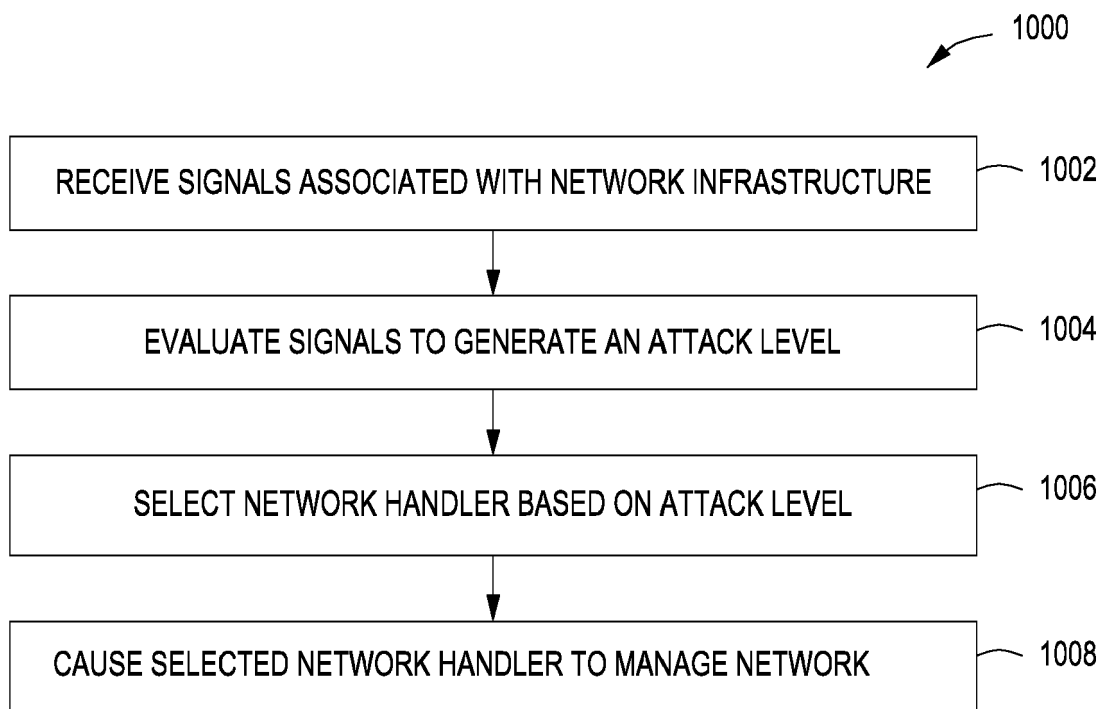 1000
RECEIVE SIGNALS ASSOCIATED WITH NETWORK INFRASTRUCTURE
1002
EVALUATE SIGNALS TO GENERATE AN ATTACK LEVEL
1004
SELECT NETWORK HANDLER BASED ON ATTACK LEVEL
1006
CAUSE SELECTED NETWORK HANDLER TO MANAGE NETWORK
1008